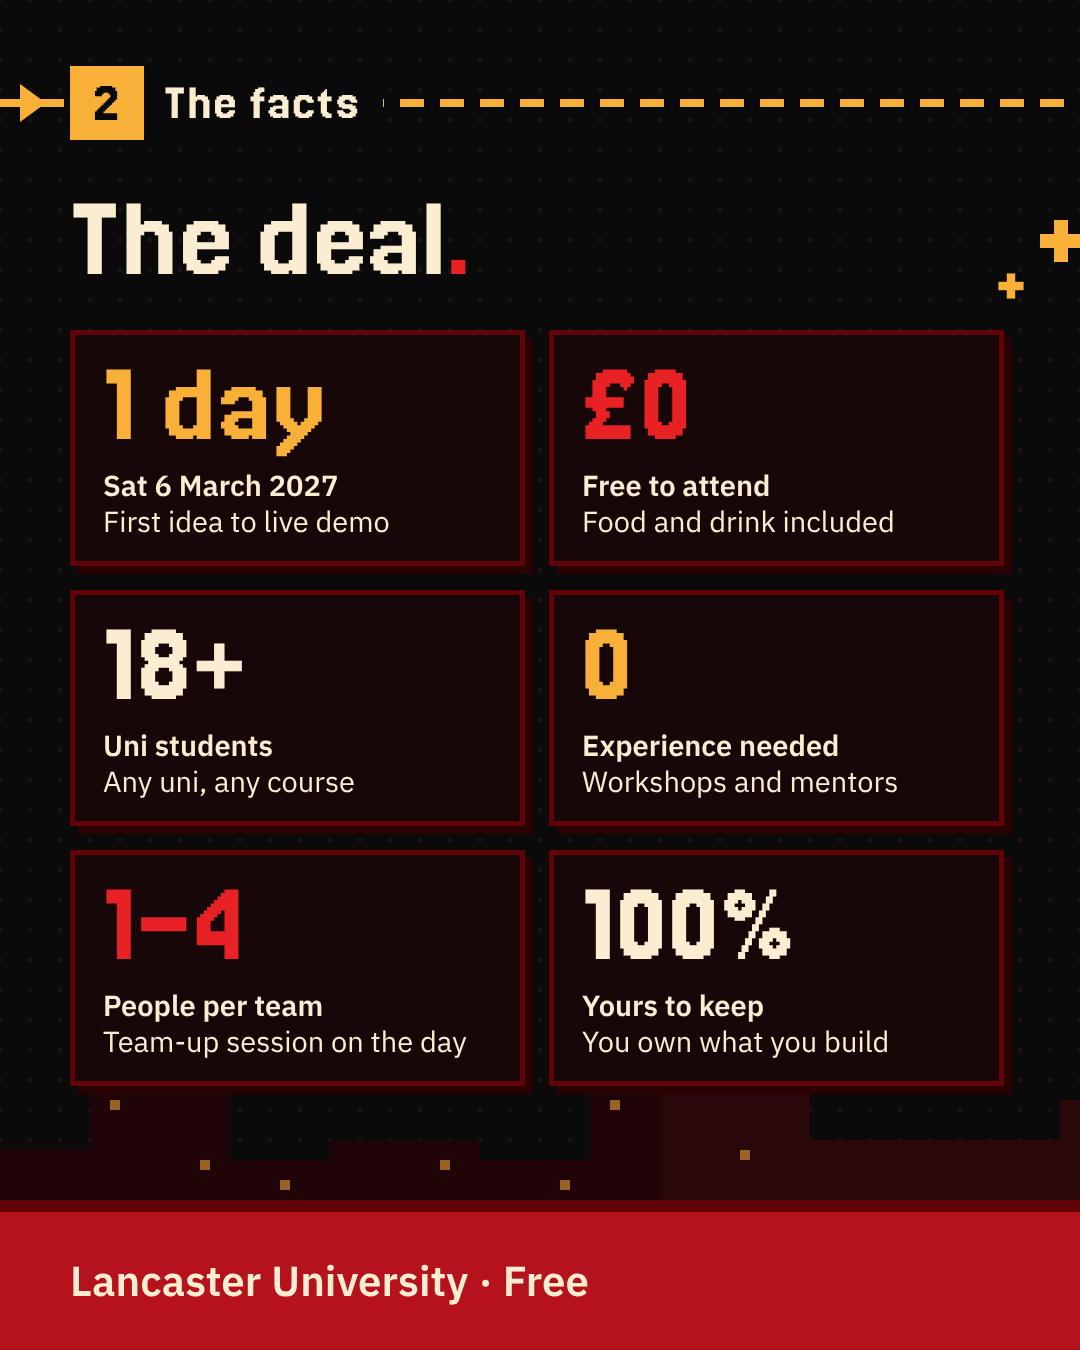 2
The facts
The deal.
1 day
Sat 6 March 2027
First idea to live demo
£0
Free to attend
Food and drink included
18+
Uni students
Any uni, any course
0
Experience needed
Workshops and mentors
1–4
People per team
Team-up session on the day
100%
Yours to keep
You own what you build
Lancaster University · Free